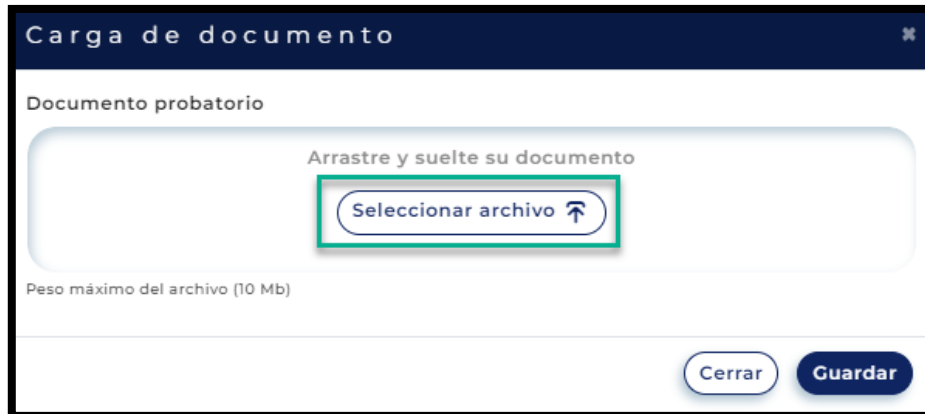 Carga de documento
Documento probatorio
Arrastre y suelte su documento
Seleccionar archivo
Peso máximo del archivo (10 Mb)
Cerrar Guardar